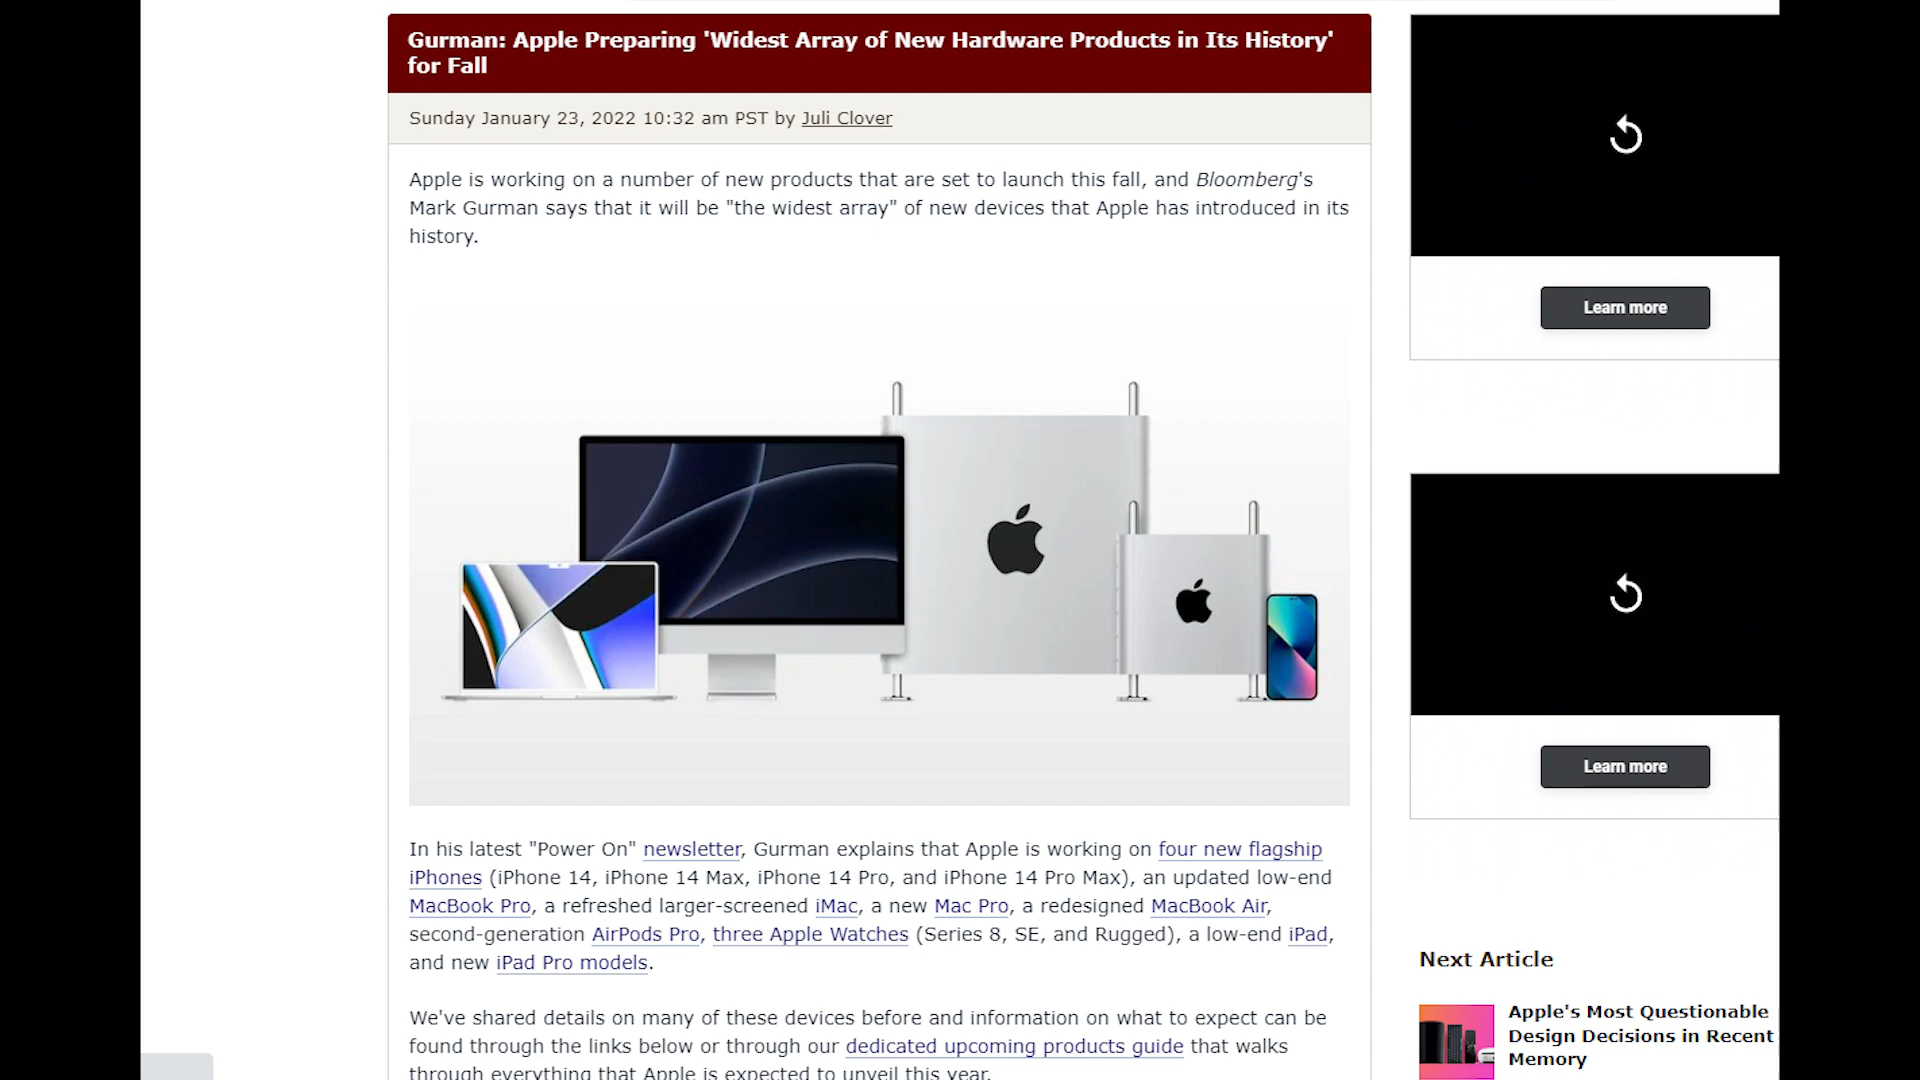 Gurman: Apple Preparing 'Widest Array of New Hardware Products in Its History'
for Fall
Sunday January 23, 2022 10:32 am PST by Juli Clover
Apple is working on a number of new products that are set to launch this fall, and Bloomberg's
Mark Gurman says that it will be "the widest array" of new devices that Apple has introduced in its
history.
In his latest "Power On" newsletter, Gurman explains that Apple is working on four new flagship
iPhones (iPhone 14, iPhone 14 Max, iPhone 14 Pro, and iPhone 14 Pro Max), an updated low-end
MacBook Pro, a refreshed larger-screened iMac, a new Mac Pro, a redesigned MacBook Air,
second-generation AirPods Pro, three Apple Watches (Series 8, SE, and Rugged), a low-end iPad,
and new iPad Pro models.
We've shared details on many of these devices before and information on what to expect can be
found through the links below or through our dedicated upcoming products guide that walks
through everything that Apple is expected to unveil this year.
Learn more
Learn more
Next Article
Apple's Most Questionable
Design Decisions in Recent
Memory